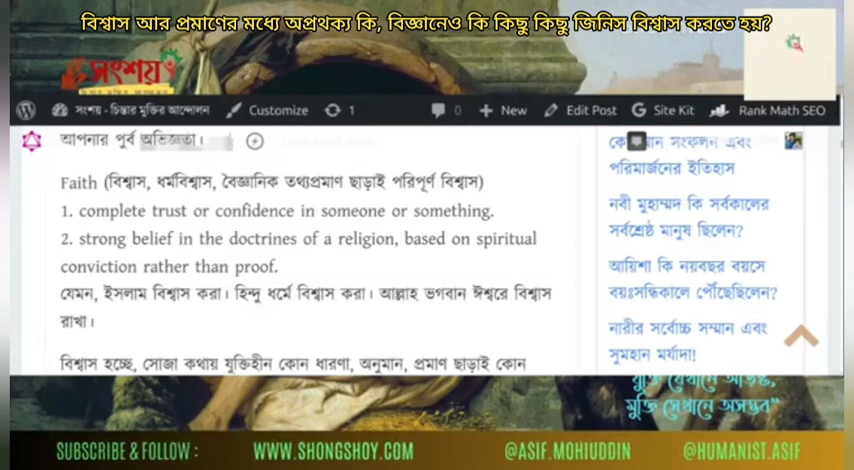 বিশ্বাস আর প্রমাণের মধ্যে অপ্রথক্য কি, বিজ্ঞানেও কি কিছু কিছু জিনিস বিশ্বাস করতে হয়?
সংশয়
সংশয় - চিন্তার মুক্তির আন্দোলন Customize 1 0 New Edit Post Site Kit Rank Math SEO
আপনার পূর্ব অভিজ্ঞতা।
Faith (বিশ্বাস, ধর্মবিশ্বাস, বৈজ্ঞানিক তথ্যপ্রমাণ ছাড়াই পরিপূর্ণ বিশ্বাস)
1. complete trust or confidence in someone or something.
2. strong belief in the doctrines of a religion, based on spiritual
conviction rather than proof.
যেমন, ইসলাম বিশ্বাস করা। হিন্দু ধর্মে বিশ্বাস করা। আল্লাহ ভগবান ঈশ্বরে বিশ্বাস
রাখা।
বিশ্বাস হচ্ছে, সোজা কথায় যুক্তিহীন কোন ধারণা, অনুমান, প্রমাণ ছাড়াই কোন
সংকলন এবং
পরিমার্জনের ইতিহাস
নবী মুহাম্মদ কি সর্বকালের
সর্বশ্রেষ্ঠ মানুষ ছিলেন?
আয়িশা কি নয়বছর বয়সে
বয়ঃসন্ধিকালে পৌঁছেছিলেন?
নারীর সর্বোচ্চ সম্মান এবং
সুমহান মর্যাদা!
যুক্তি যেখানে আড়ষ্ট,
মুক্তি সেখানে অসম্ভব”
SUBSCRIBE & FOLLOW : WWW.SHONGSHOY.COM @ASIF.MOHIUDDIN @HUMANIST.ASIF